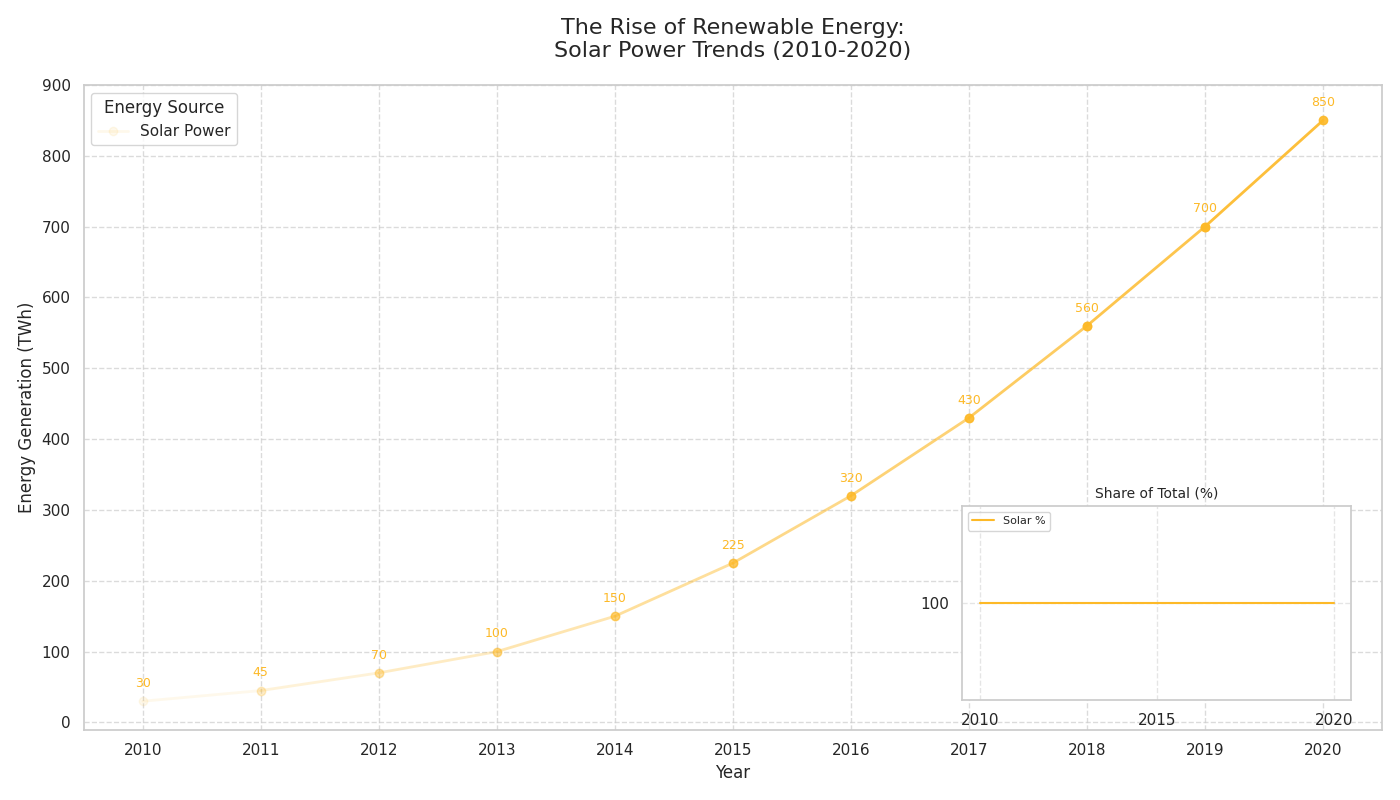 The Rise of Renewable Energy:
Solar Power Trends (2010-2020)
Energy Generation (TWh)
900
800
700
600
500
400
300
200
100
0
Energy Source
Solar Power
30
45
70
100
150
225
320
430
560
700
850
Share of Total (%)
Solar %
100
2010 2015 2020
2010 2011 2012 2013 2014 2015 2016 2017 2018 2019 2020
Year